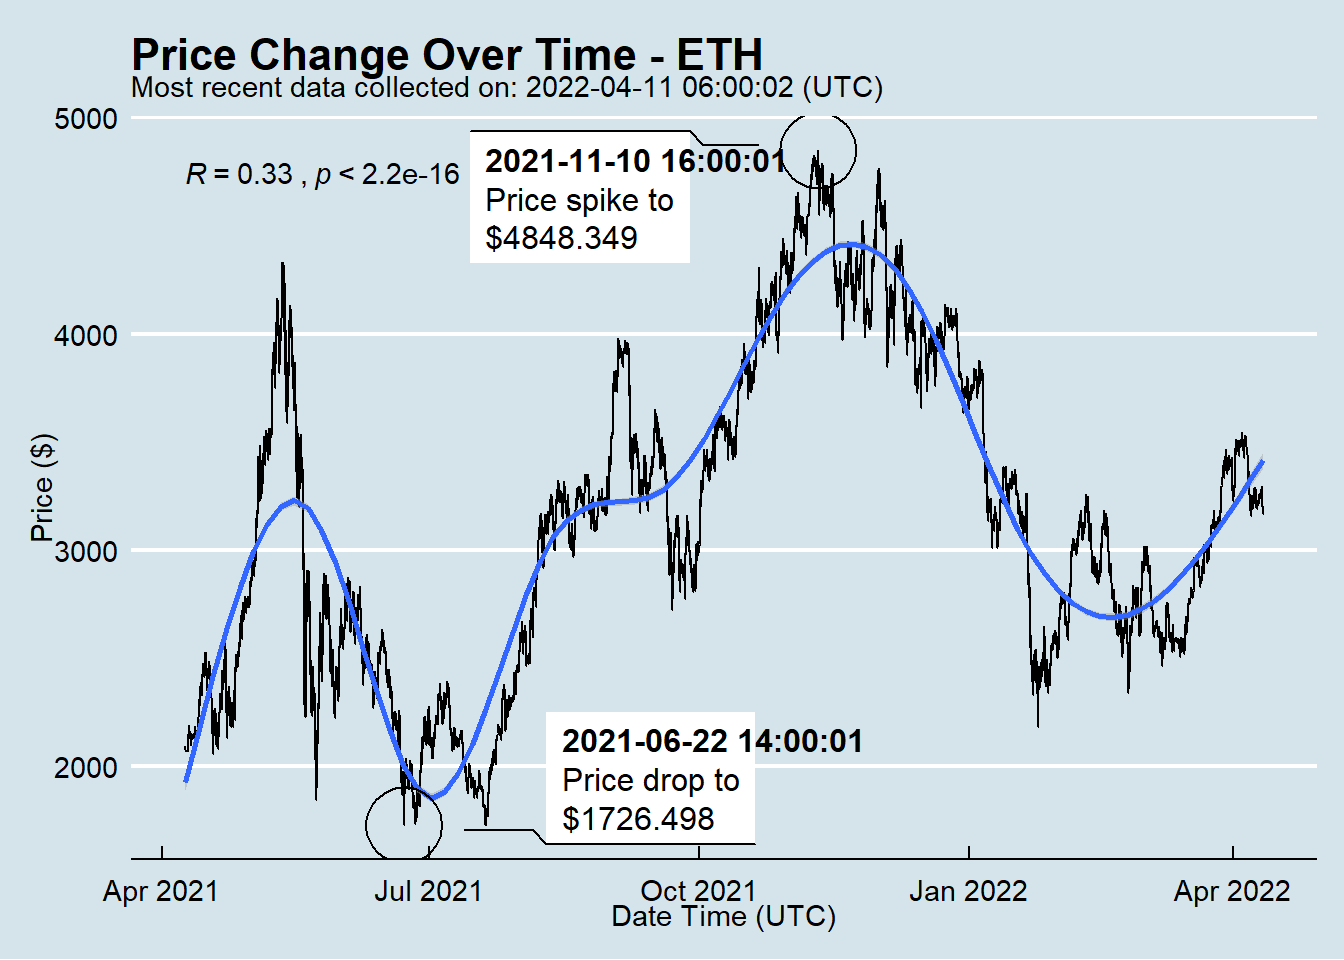 Price Change Over Time - ETH
Most recent data collected on: 2022-04-11 06:00:02 (UTC)
R = 0.33 , p < 2.2e-16
2021-11-10 16:00:01
Price spike to
$4848.349
2021-06-22 14:00:01
Price drop to
$1726.498
5000
4000
3000
2000
Price ($)
Apr 2021
Jul 2021
Oct 2021
Jan 2022
Apr 2022
Date Time (UTC)